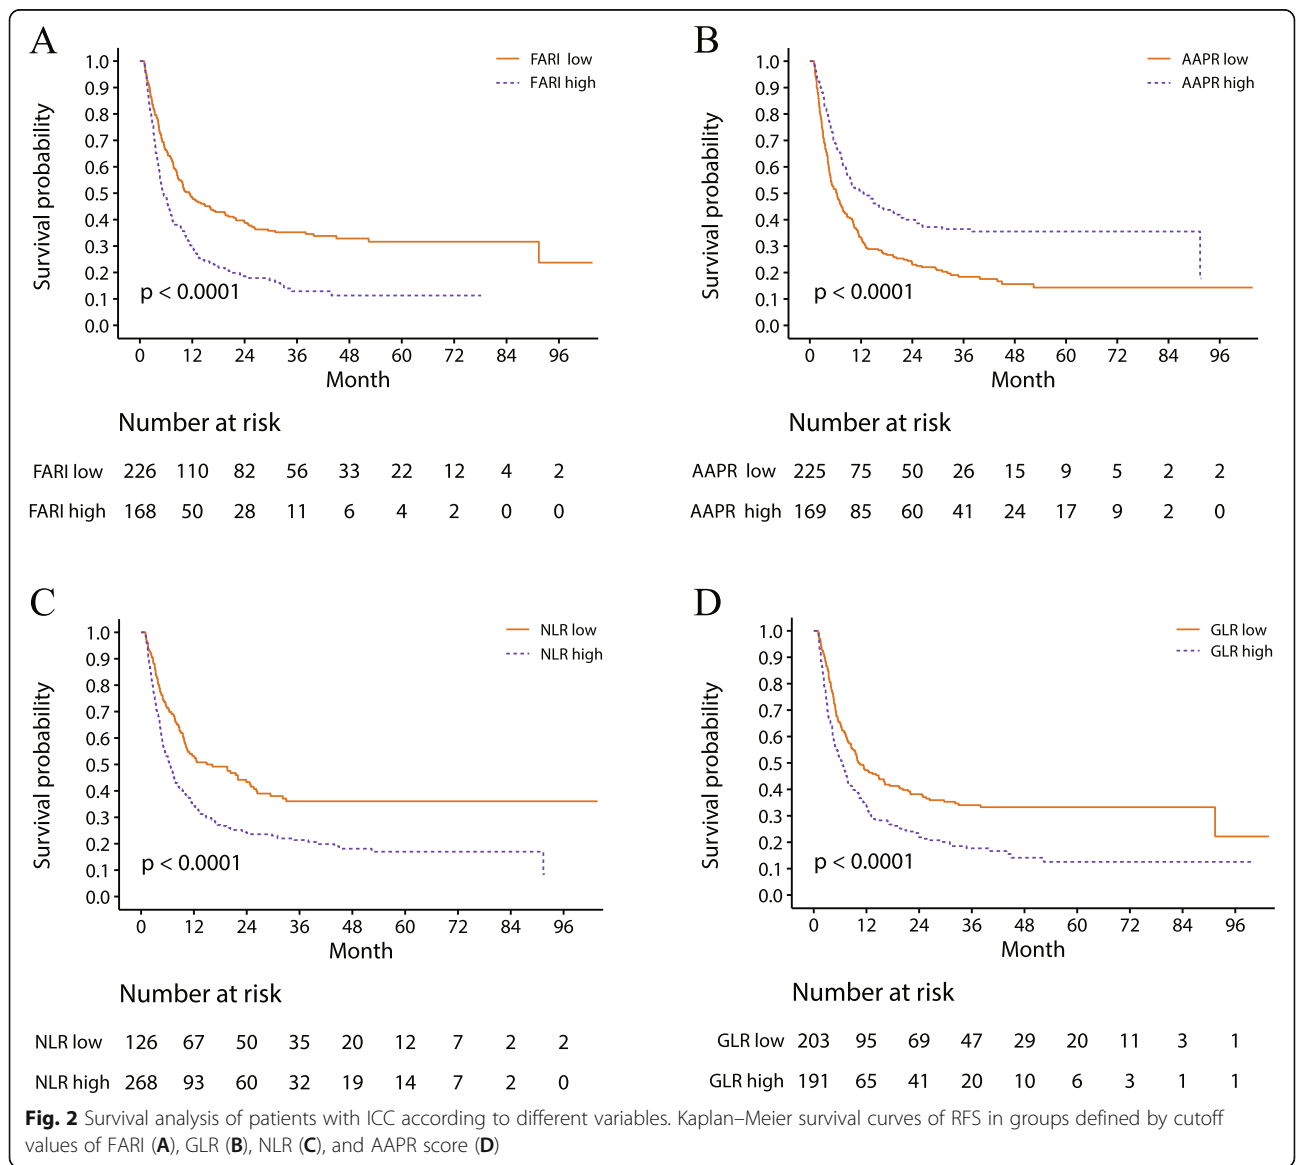 A
FARI low
FARI high
1.0
0.9
0.8
0.7
0.6
0.5
0.4
0.3
0.2
0.1
0.0
Survival probability
p < 0.0001
0 12 24 36 48 60 72 84 96
Month
Number at risk
FARI low 226 110 82 56 33 22 12 4 2
FARI high 168 50 28 11 6 4 2 0 0
B
AAPR low
AAPR high
1.0
0.9
0.8
0.7
0.6
0.5
0.4
0.3
0.2
0.1
0.0
Survival probability
p < 0.0001
0 12 24 36 48 60 72 84 96
Month
Number at risk
AAPR low 225 75 50 26 15 9 5 2 2
AAPR high 169 85 60 41 24 17 9 2 0
C
NLR low
NLR high
1.0
0.9
0.8
0.7
0.6
0.5
0.4
0.3
0.2
0.1
0.0
Survival probability
p < 0.0001
0 12 24 36 48 60 72 84 96
Month
Number at risk
NLR low 126 67 50 35 20 12 7 2 2
NLR high 268 93 60 32 19 14 7 2 0
D
GLR low
GLR high
1.0
0.9
0.8
0.7
0.6
0.5
0.4
0.3
0.2
0.1
0.0
Survival probability
p < 0.0001
0 12 24 36 48 60 72 84 96
Month
Number at risk
GLR low 203 95 69 47 29 20 11 3 1
GLR high 191 65 41 20 10 6 3 1 1
Fig. 2 Survival analysis of patients with ICC according to different variables. Kaplan–Meier survival curves of RFS in groups defined by cutoff
values of FARI (A), GLR (B), NLR (C), and AAPR score (D)